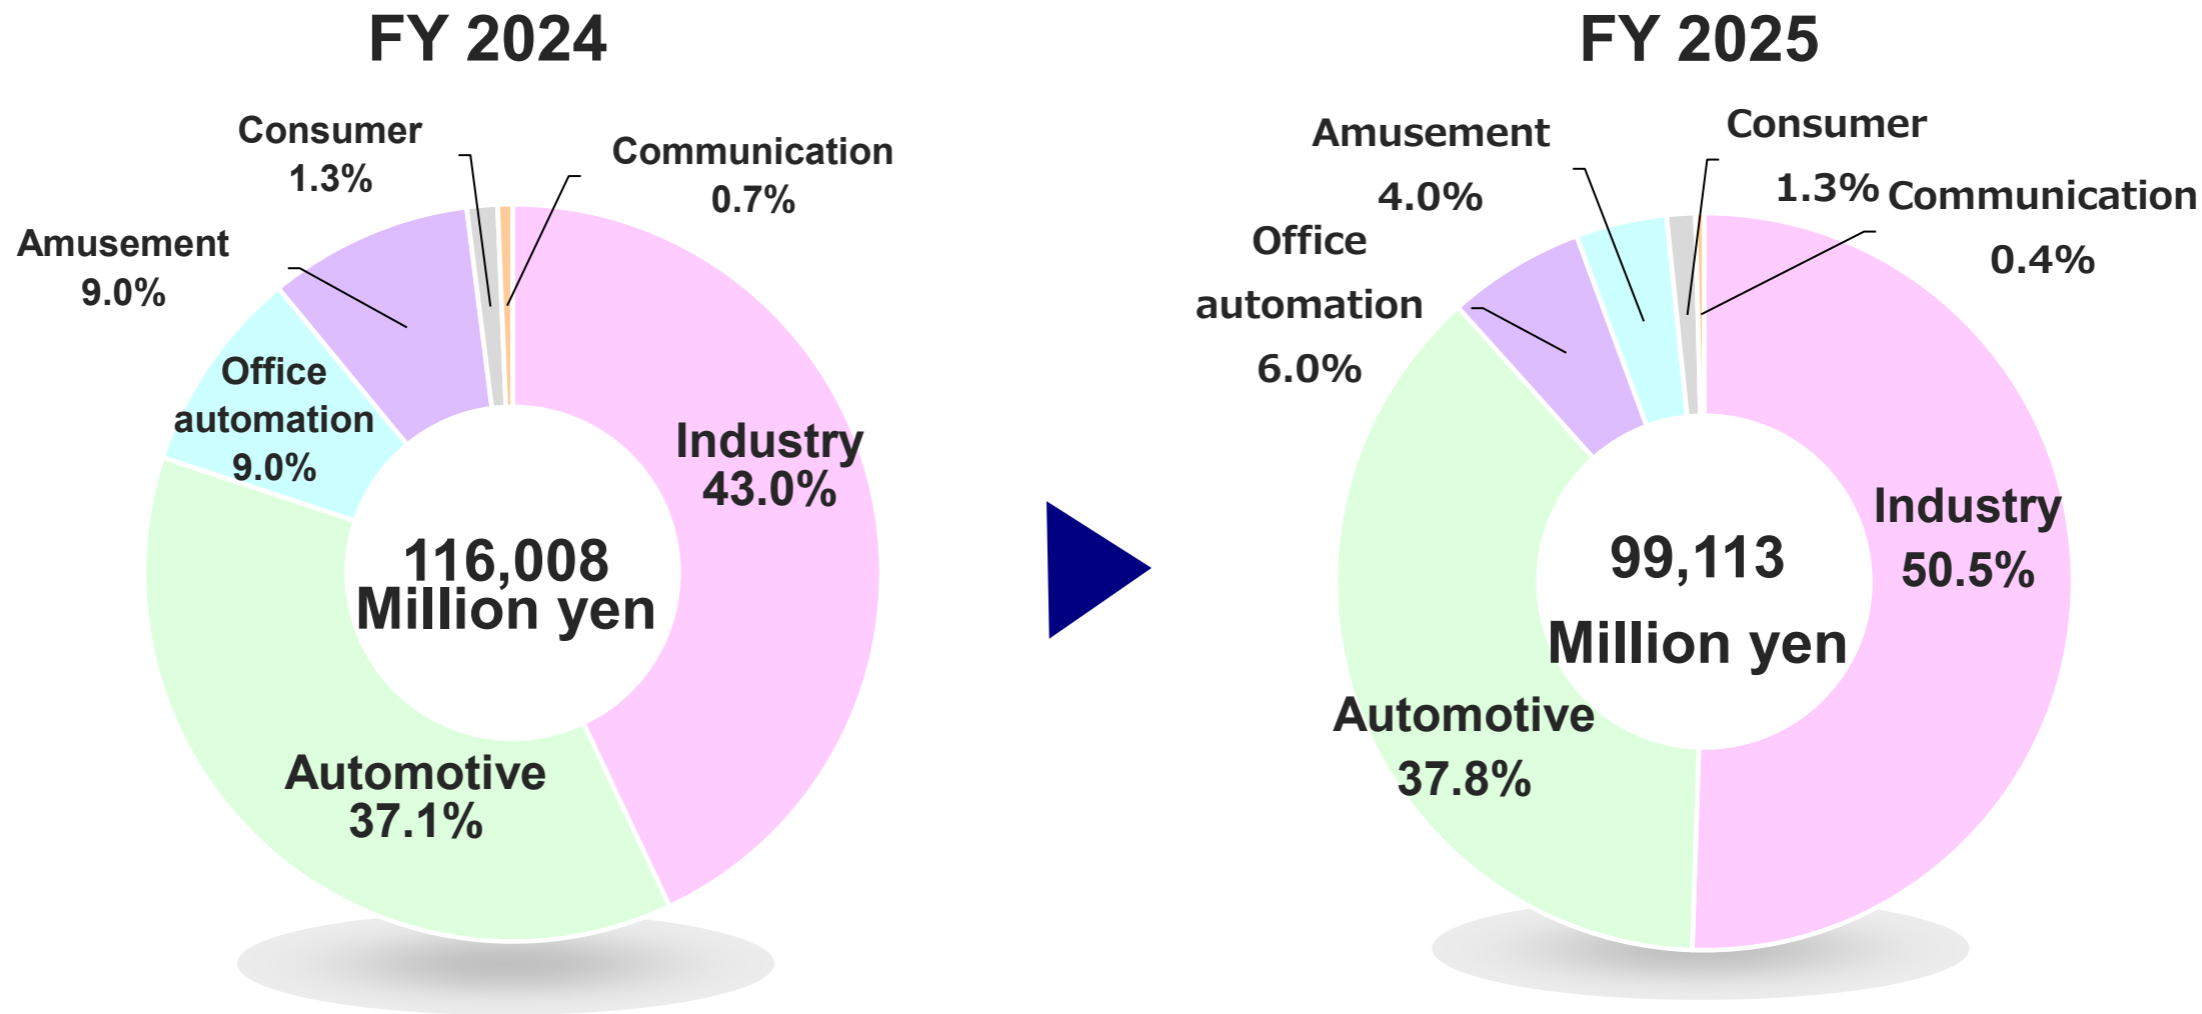 FY 2024
Consumer
1.3%
Communication
0.7%
Amusement
9.0%
Office
automation
9.0%
Industry
43.0%
116,008
Million yen
Automotive
37.1%
FY 2025
Amusement
4.0%
Consumer
1.3%
Communication
0.4%
Office
automation
6.0%
Industry
50.5%
99,113
Million yen
Automotive
37.8%